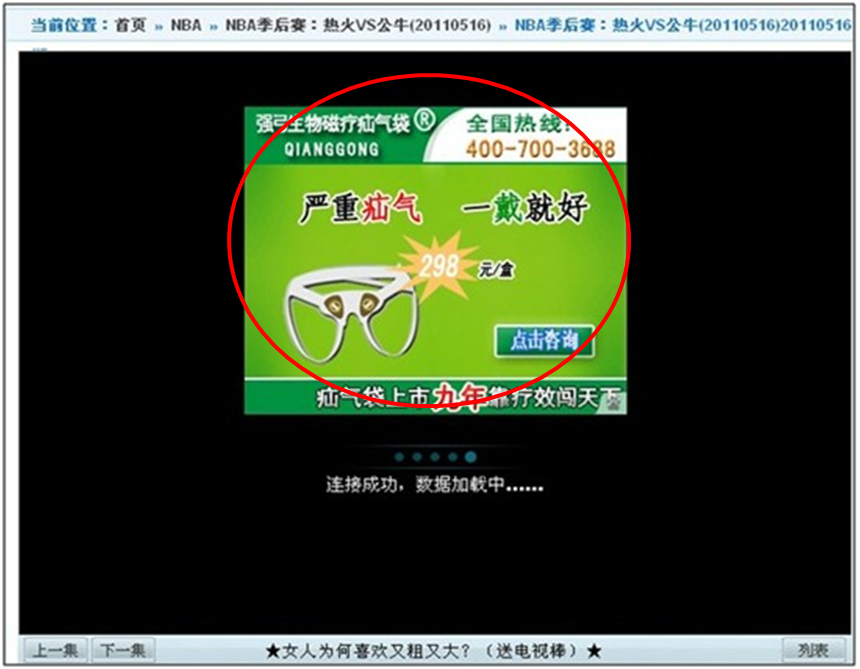 当前位置：首页 » NBA » NBA季后赛：热火VS公牛(20110516) » NBA季后赛：热火VS公牛(20110516)20110516
强弓生物磁疗疝气袋®
QIANGGONG
全国热线：
400-700-3638
严重疝气 一戴就好
298 元/盒
点击咨询
疝气袋上市九年靠疗效闯天下
连接成功，数据加载中......
上一集 下一集 ★女人为何喜欢又粗又大？（送电视棒）★ 列表